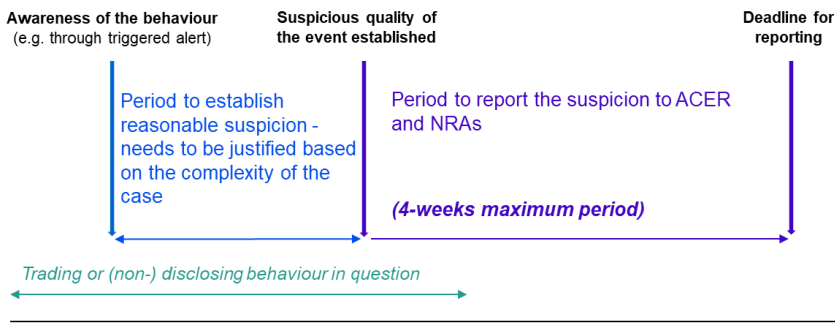 Awareness of the behaviour
(e.g. through triggered alert)
Suspicious quality of
the event established
Deadline for
reporting
Period to establish
reasonable suspicion -
needs to be justified based
on the complexity of the
case
Period to report the suspicion to ACER
and NRAs
(4-weeks maximum period)
Trading or (non-) disclosing behaviour in question